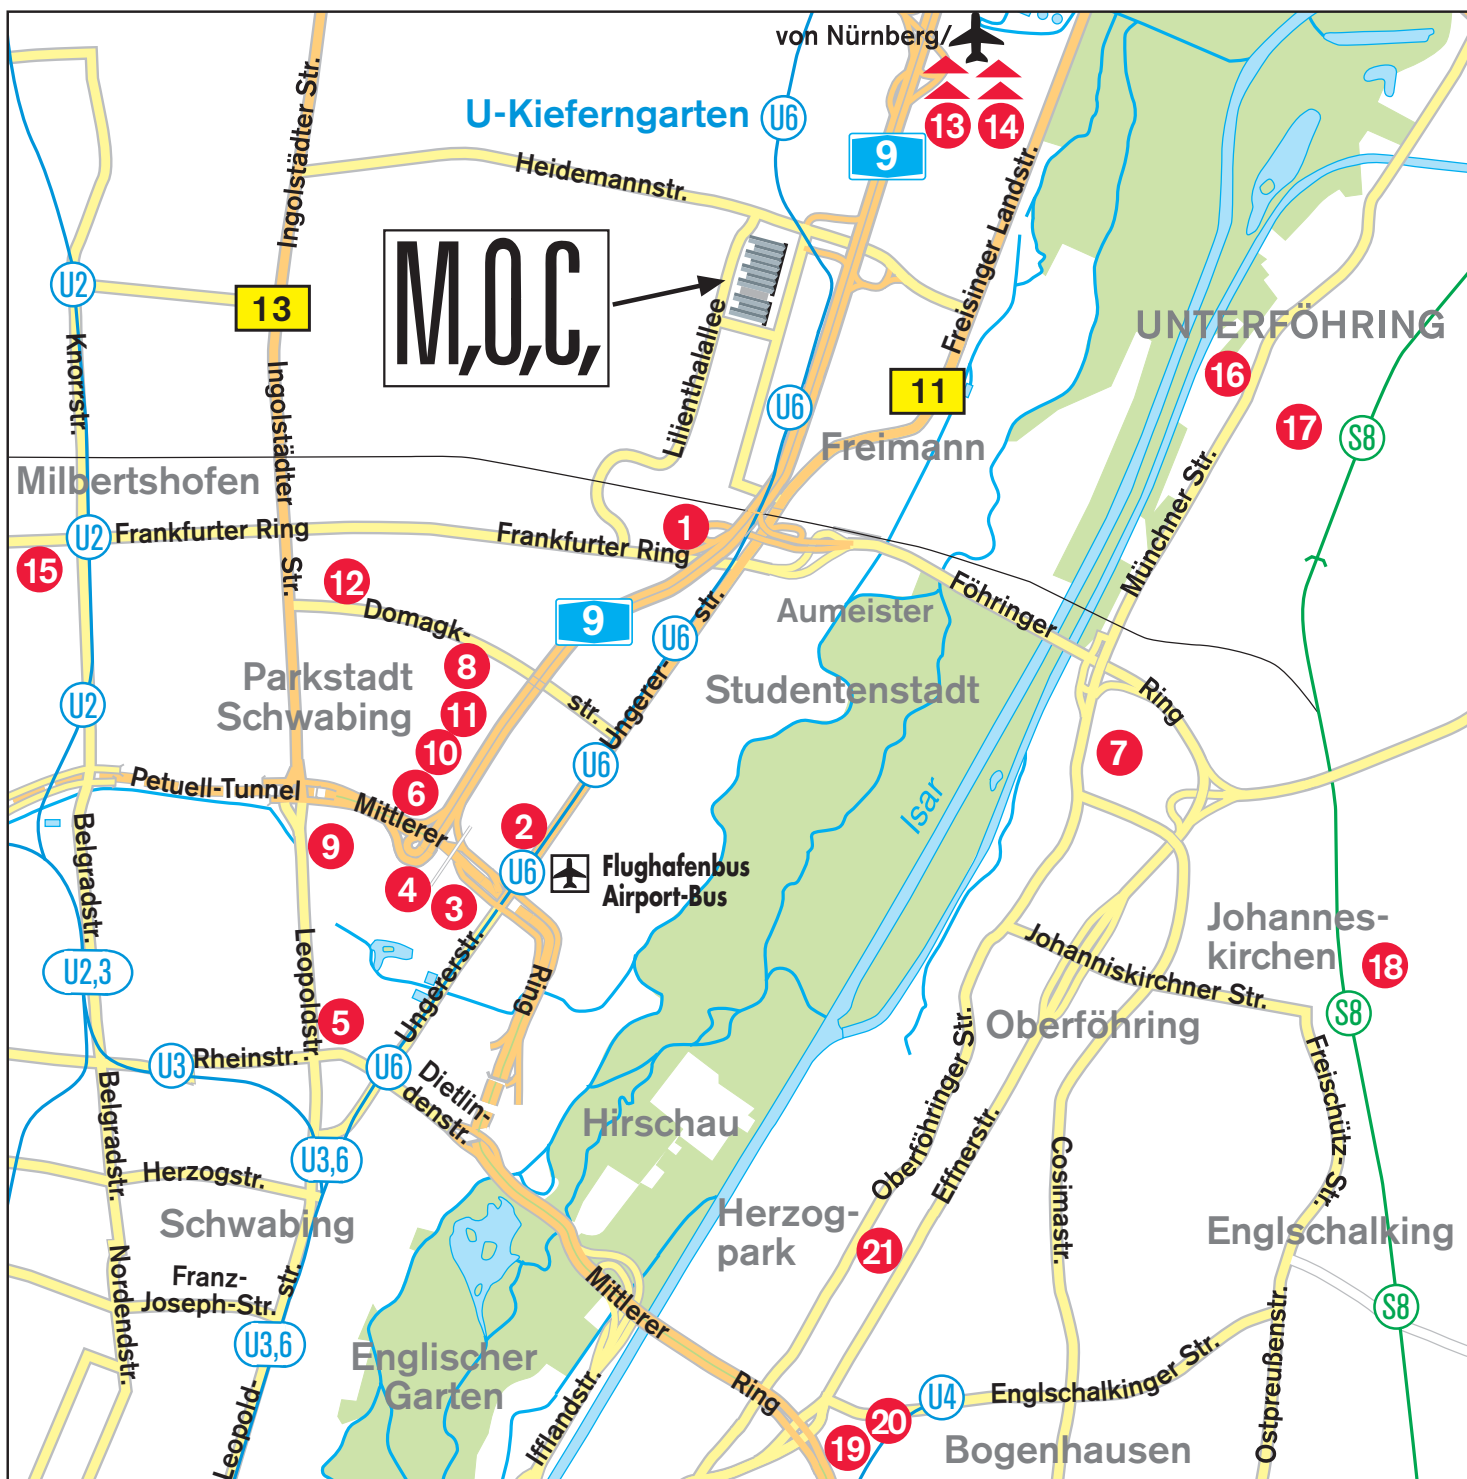 von Nürnberg/
U-Kieferngarten
U6
9
13
14
Ingolstädter Str.
Heidemannstr.
Freisinger Landstr.
M,O,C,
U2
13
Lilienthalallee
UNTERFÖHRING
16
Knorrstr.
Ingolstädter
Str.
U6
11
17
S8
Freimann
Milbertshofen
Münchner Str.
U2
Frankfurter Ring
Frankfurter Ring
1
15
12
Domagk-
str.
9
U6
Ungerer-
str.
Aumeister
Föhringer
Ring
8
Parkstadt
Schwabing
11
10
6
Studentenstadt
U2
U6
7
Petuell-Tunnel
Mittlerer
Ring
Isar
2
9
Belgradstr.
U6
Flughafenbus
Airport-Bus
4
3
Johannes-
kirchen
18
Leopoldstr.
Ungererstr.
Johanniskirchner Str.
U2,3
5
S8
Oberföhring
U3
Rheinstr.
U6
Dietlin-
denstr.
Oberföhringer Str.
Freischütz-
Str.
Belgradstr.
Hirschau
Effnerstr.
Cosimastr.
U3,6
Herzogstr.
Schwabing
Herzog-
park
21
Englschalking
Nordendstr.
Franz-
Joseph-Str.
Leopold-
str.
U3,6
Mittlerer
Ring
S8
Englischer
Garten
Ifflandstr.
Ostpreußenstr.
U4
Englschalkinger Str.
20
19
Bogenhausen